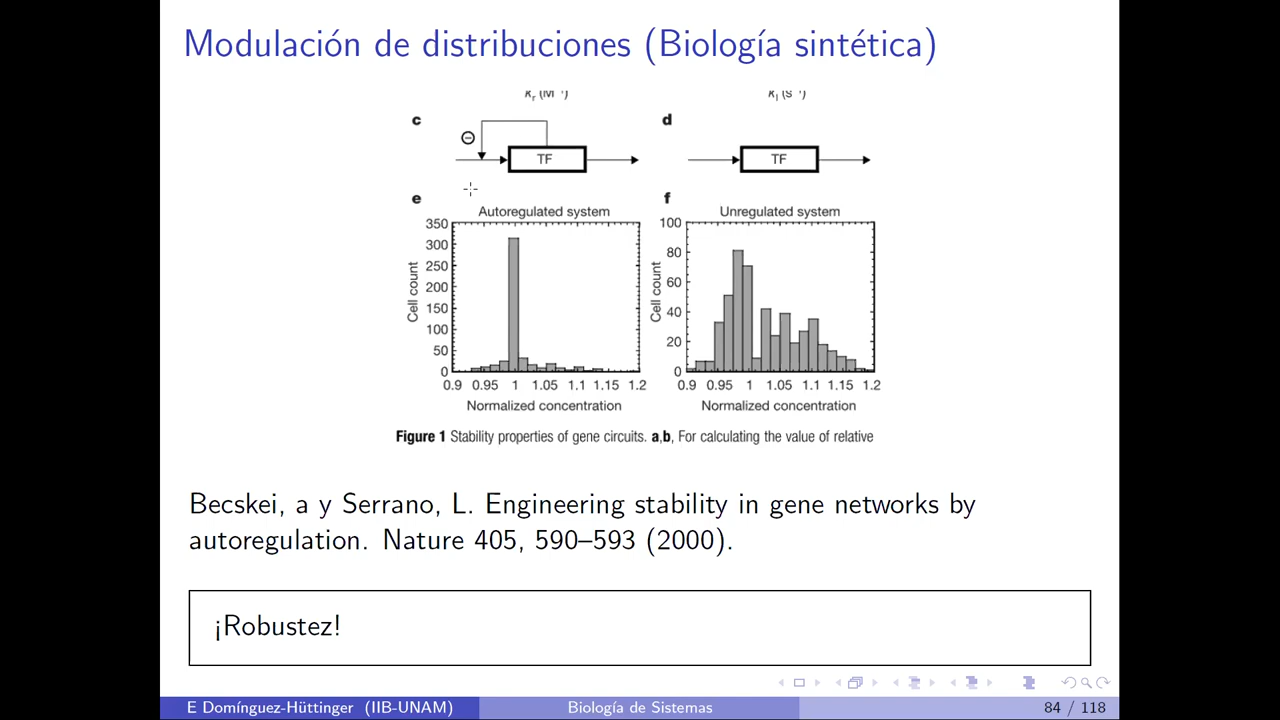 Modulación de distribuciones (Biología sintética)
c
d
⊖
TF
TF
e
f
Autoregulated system
Unregulated system
350
300
250
200
150
100
50
0
Cell count
0.9 0.95 1 1.05 1.1 1.15 1.2
Normalized concentration
100
80
60
40
20
0
Cell count
0.9 0.95 1 1.05 1.1 1.15 1.2
Normalized concentration
Figure 1 Stability properties of gene circuits. a,b, For calculating the value of relative
Becskei, a y Serrano, L. Engineering stability in gene networks by
autoregulation. Nature 405, 590–593 (2000).
¡Robustez!
E Domínguez-Hüttinger (IIB-UNAM)
Biología de Sistemas
84 / 118